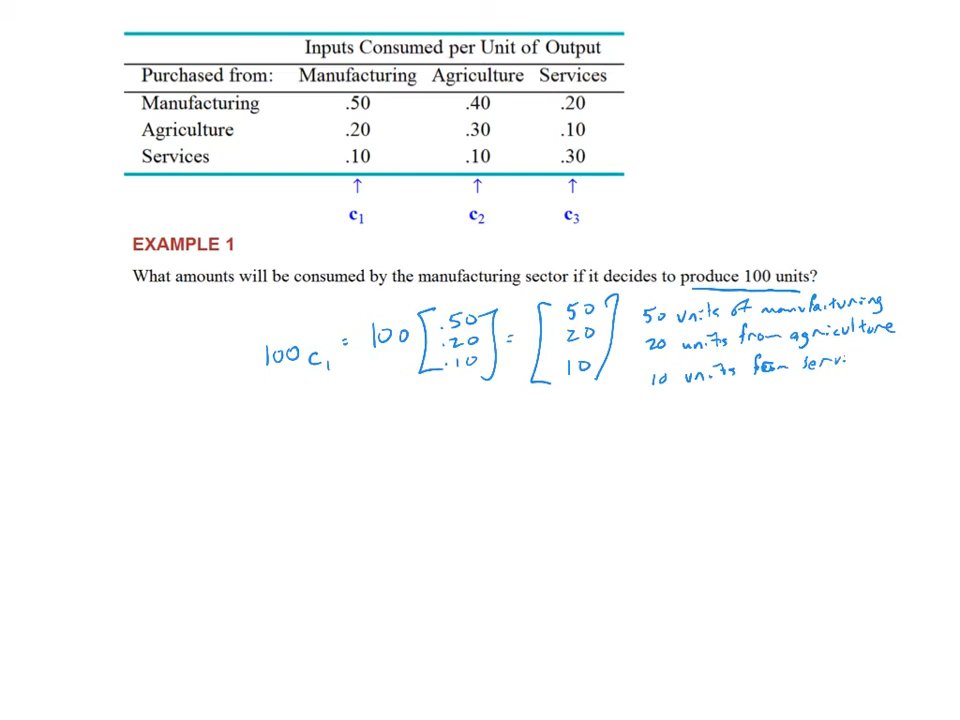 Inputs Consumed per Unit of Output
Purchased from: Manufacturing Agriculture Services
Manufacturing .50 .40 .20
Agriculture .20 .30 .10
Services .10 .10 .30
↑ ↑ ↑
c₁ c₂ c₃
EXAMPLE 1
What amounts will be consumed by the manufacturing sector if it decides to produce 100 units?
100 c₁ = 100 [.50 .20 .10] = [50 20 10]
50 units of manufacturing
20 units from agriculture
10 units from servi